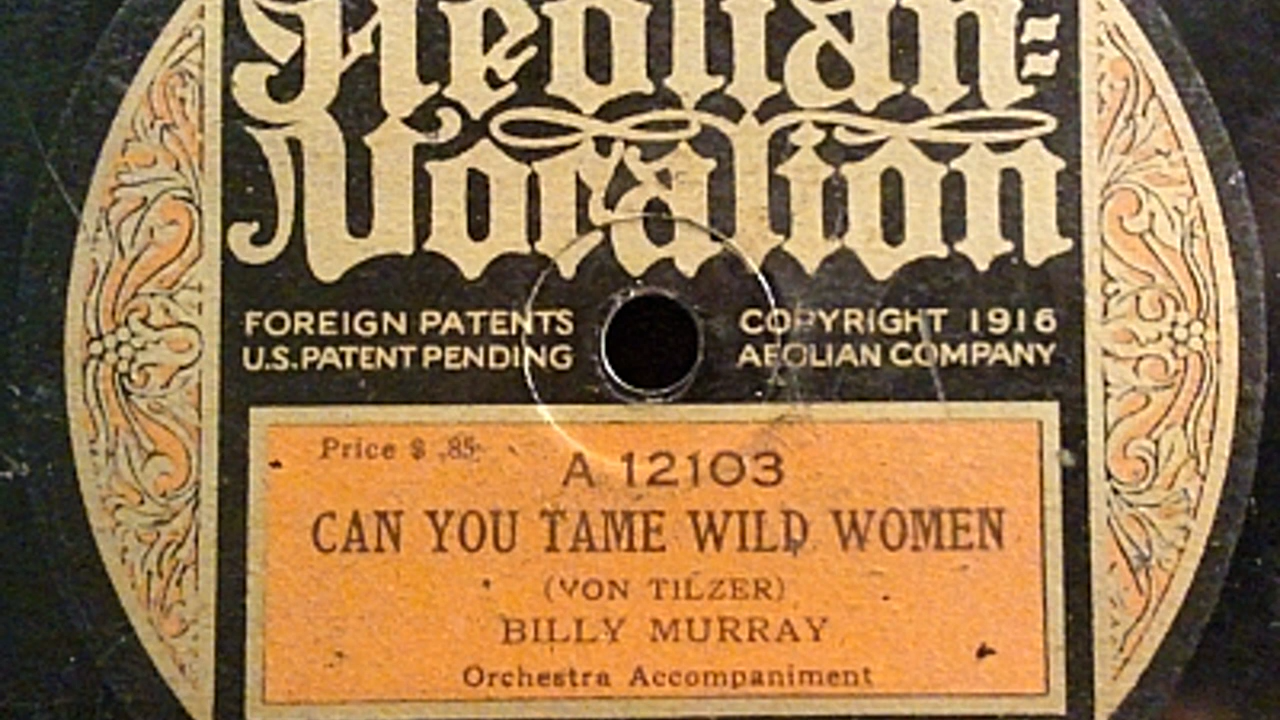 Aeolian-
Vocalion
FOREIGN PATENTS COPYRIGHT 1916
U.S. PATENT PENDING AEOLIAN COMPANY
Price $ .85
A 12103
CAN YOU TAME WILD WOMEN
(VON TILZER)
BILLY MURRAY
Orchestra Accompaniment